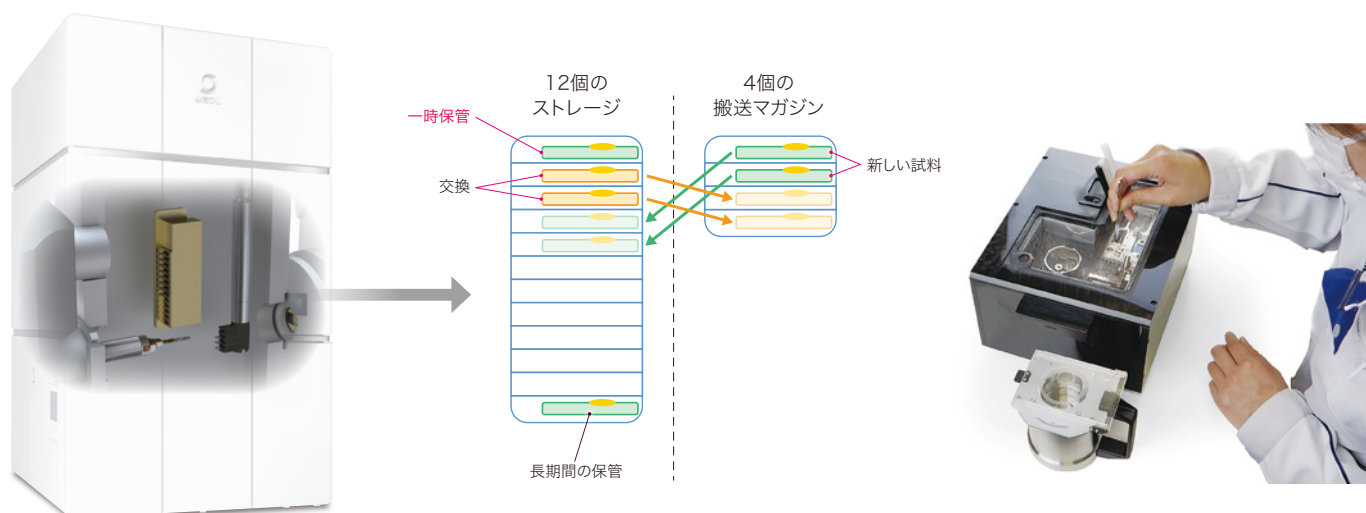 12個の
ストレージ
4個の
搬送マガジン
一時保管
交換
新しい試料
長期間の保管